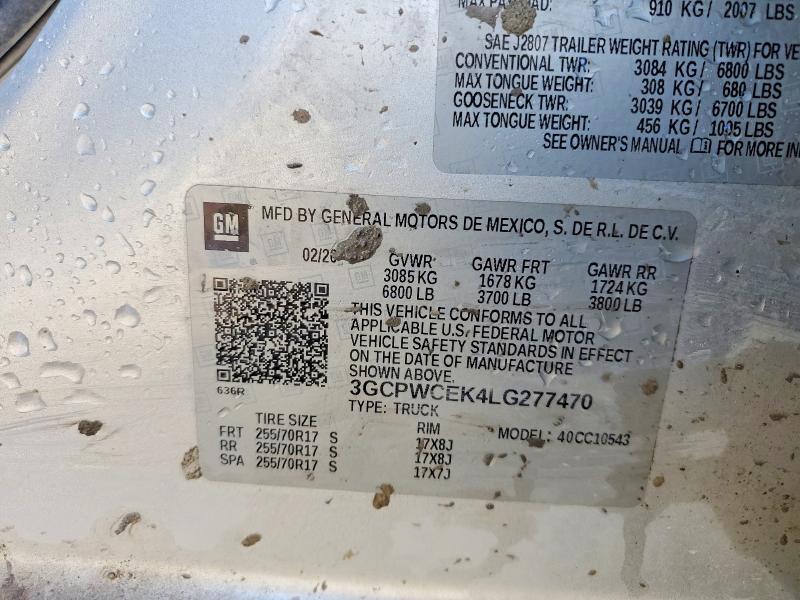 MAX PAYLOAD: 910 KG/ 2007 LBS
SAE J2807 TRAILER WEIGHT RATING (TWR) FOR
CONVENTIONAL TWR: 3084 KG/ 6800 LBS
MAX TONGUE WEIGHT: 308 KG/ 680 LBS
GOOSENECK TWR: 3039 KG/ 6700 LBS
MAX TONGUE WEIGHT: 456 KG/ 1005 LBS
SEE OWNER'S MANUAL FOR MORE
GM MFD BY GENERAL MOTORS DE MEXICO, S. DE R.L. DE C.V.
02/20 GVWR GAWR FRT GAWR RR
3085 KG 1678 KG 1724 KG
6800 LB 3700 LB 3800 LB
THIS VEHICLE CONFORMS TO ALL
APPLICABLE U.S. FEDERAL MOTOR
VEHICLE SAFETY STANDARDS IN EFFECT
ON THE DATE OF MANUFACTURE
SHOWN ABOVE.
636R 3GCPWCEK4LG277470
TYPE: TRUCK
TIRE SIZE RIM MODEL: 40CC10543
FRT 255/70R17 S 17X8J
RR 255/70R17 S 17X8J
SPA 255/70R17 S 17X7J